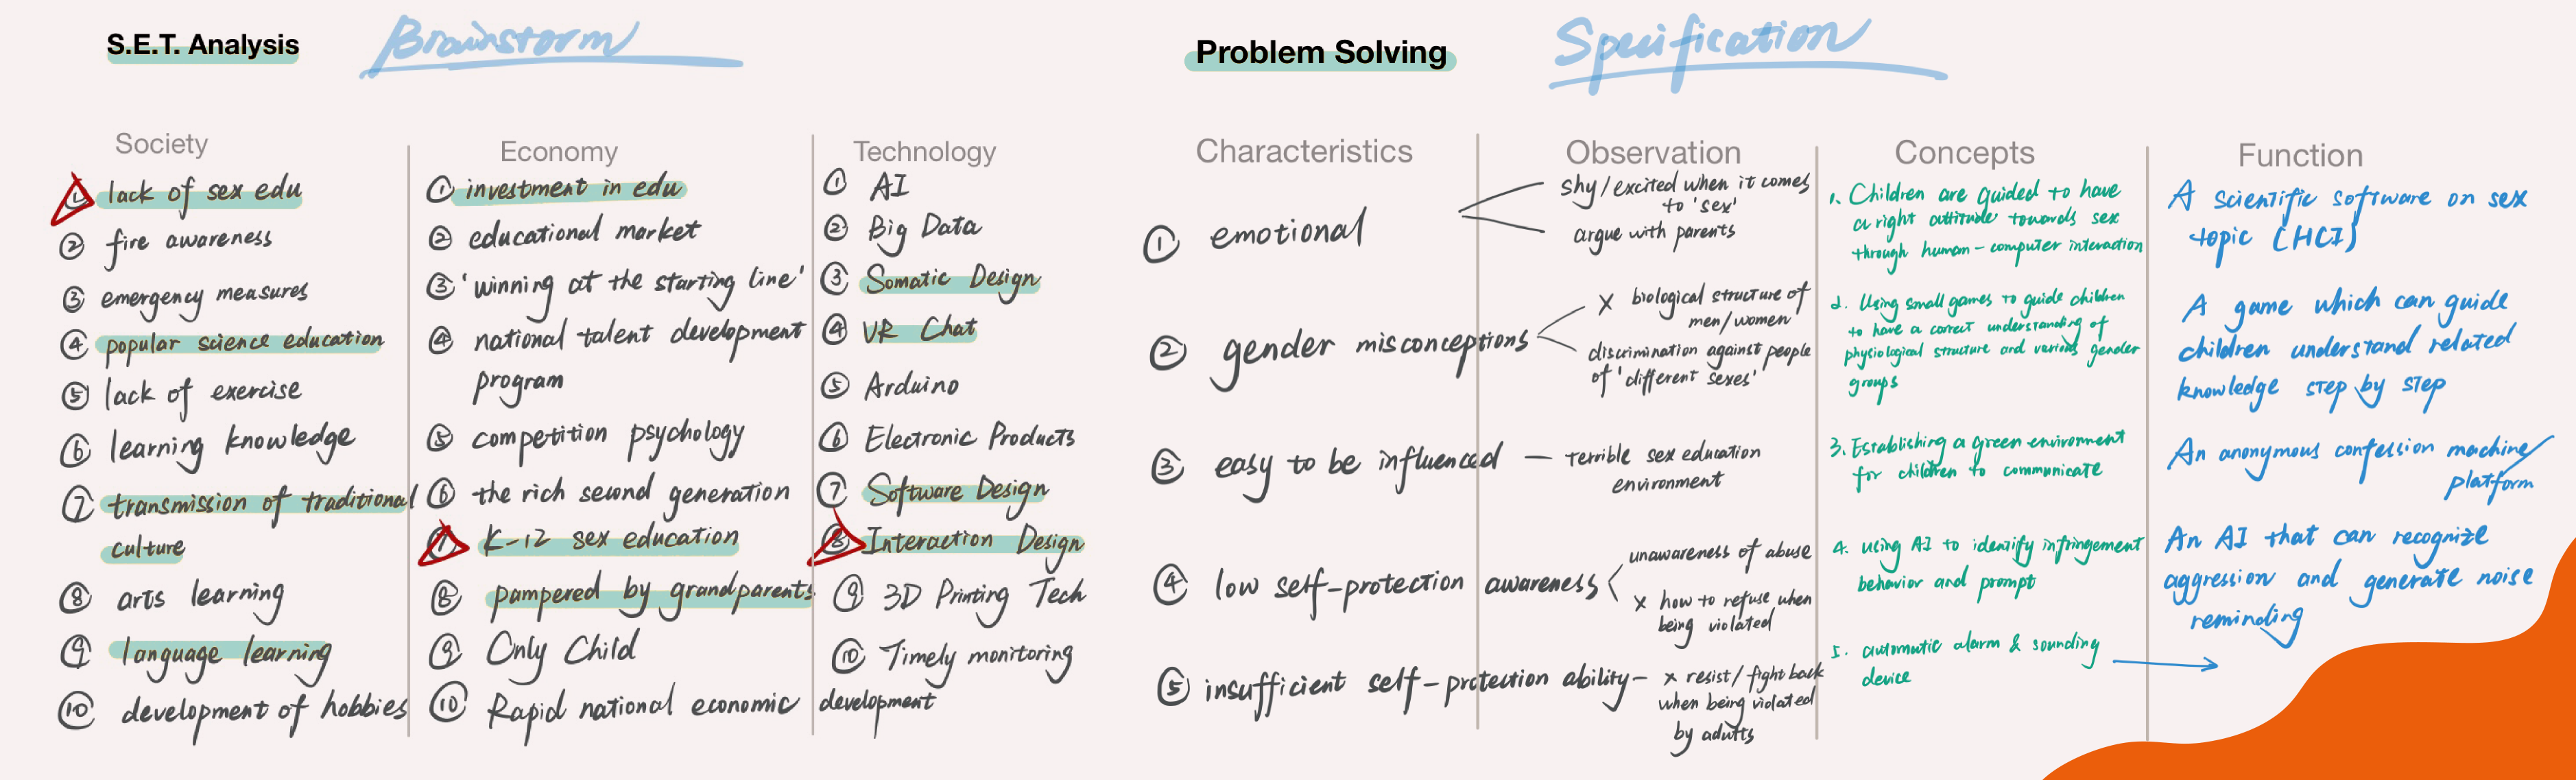 S.E.T. Analysis
Brainstorm
Society
① lack of sex edu
② fire awareness
③ emergency measures
④ popular science education
⑤ lack of exercise
⑥ learning knowledge
⑦ transmission of traditional
culture
⑧ arts learning
⑨ language learning
⑩ development of hobbies
Economy
① investment in edu
② educational market
③ 'winning at the starting line'
④ national talent development
program
⑤ competition psychology
⑥ the rich second generation
⑦ K-12 sex education
⑧ pampered by grandparents
⑨ Only Child
⑩ Rapid national economic development
Technology
① AI
② Big Data
③ Somatic Design
④ VR Chat
⑤ Arduino
⑥ Electronic Products
⑦ Software Design
⑧ Interaction Design
⑨ 3D Printing Tech
⑩ Timely monitoring
Problem Solving
Specification
Characteristics
① emotional
② gender misconceptions
③ easy to be influenced
④ low self-protection awareness
⑤ insufficient self-protection ability
Observation
shy/excited when it comes
to 'sex'
argue with parents
x biological structure of
men/women
discrimination against people
of 'different sexes'
terrible sex education
environment
unawareness of abuse
x how to refuse when
being violated
x resist/fight back
when being violated
by adults
Concepts
1. Children are guided to have
a right attitude towards sex
through human-computer interaction
2. Using small games to guide children
to have a correct understanding of
physiological structure and various gender
groups
3. Establishing a green environment
for children to communicate
4. using AI to identify infringement
behavior and prompt
5. automatic alarm & sounding
device
Function
A scientific software on sex
topic (HCI)
A game which can guide
children understand related
knowledge step by step
An anonymous confession machine/
platform
An AI that can recognize
aggression and generate noise
reminding